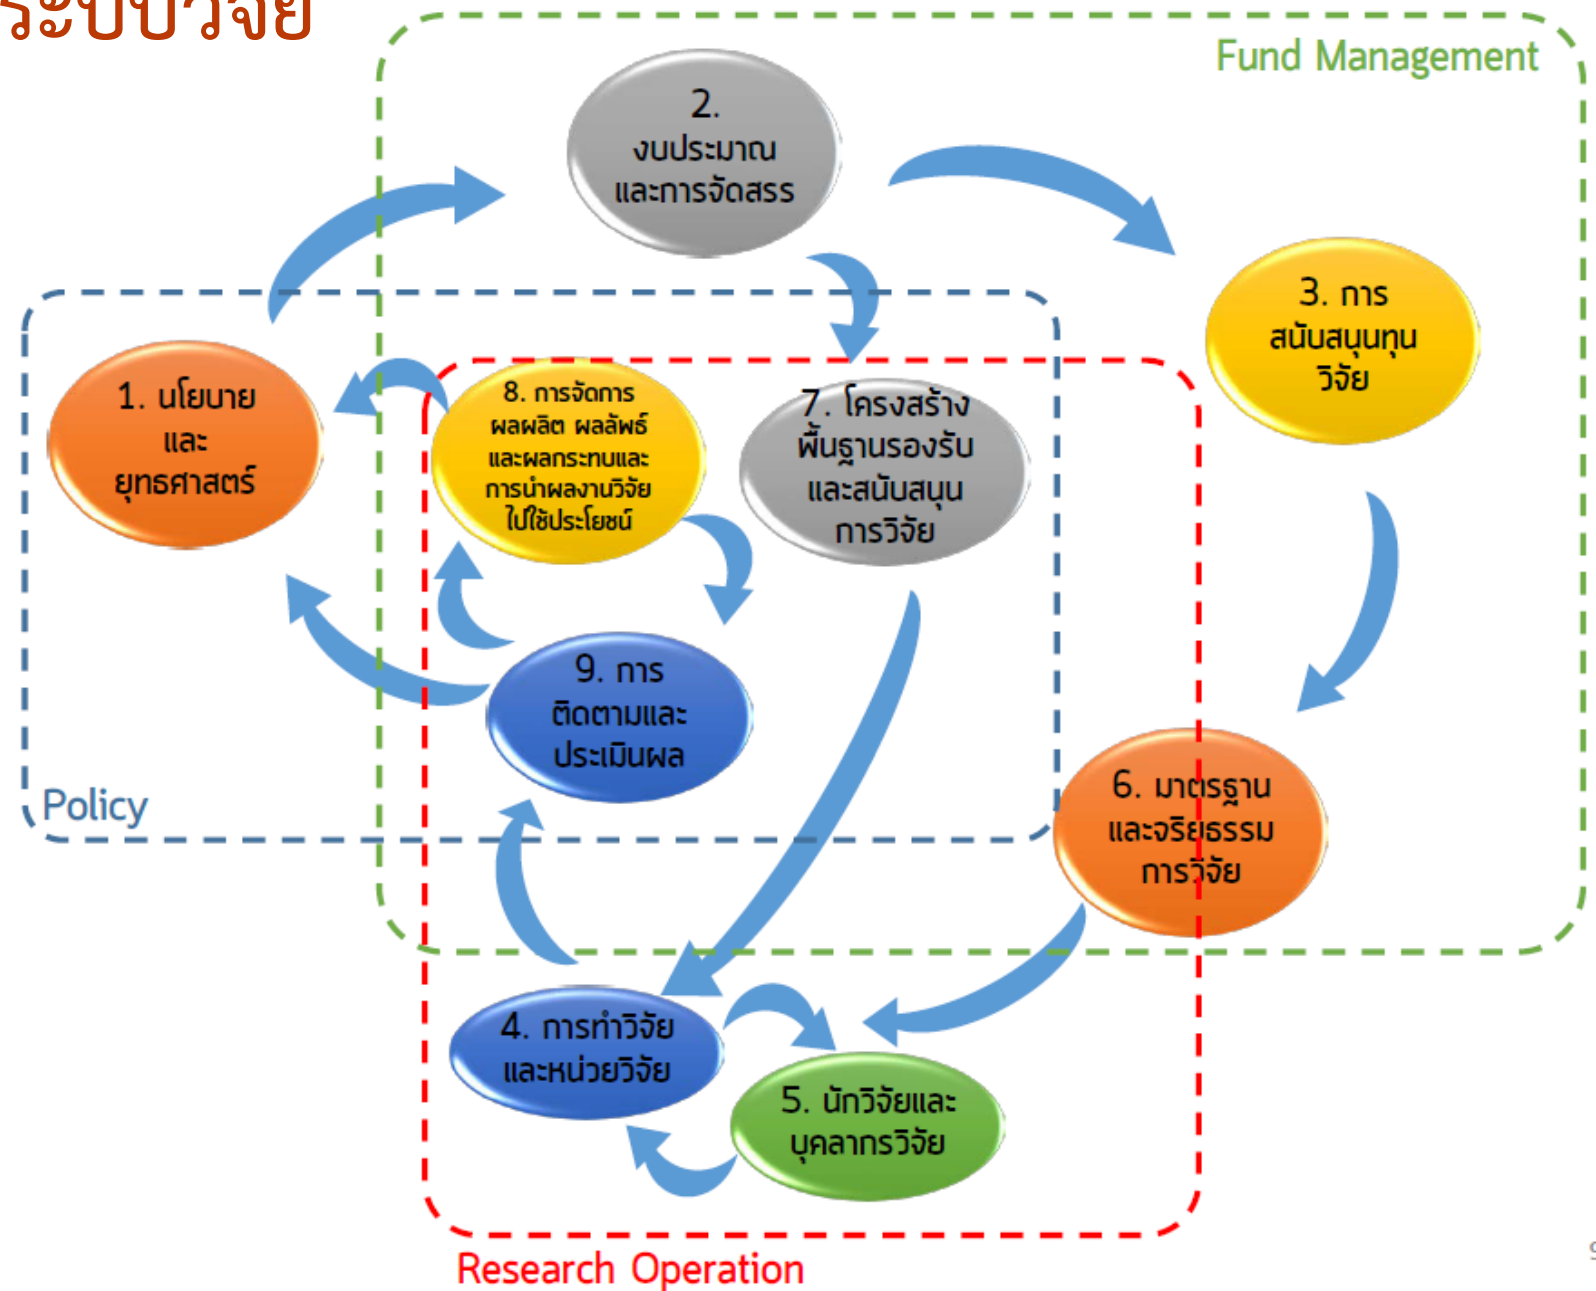 ระบบวิจัย
Fund Management
2.
งบประมาณ
และการจัดสรร
3. การ
สนับสนุนทุน
วิจัย
1. นโยบาย
และ
ยุทธศาสตร์
8. การจัดการ
ผลผลิต ผลลัพธ์
และผลกระทบและ
การนำผลงานวิจัย
ไปใช้ประโยชน์
7. โครงสร้าง
พื้นฐานรองรับ
และสนับสนุน
การวิจัย
9. การ
ติดตามและ
ประเมินผล
Policy
6. มาตรฐาน
และจริยธรรม
การวิจัย
4. การทำวิจัย
และหน่วยวิจัย
5. นักวิจัยและ
บุคลากรวิจัย
Research Operation
9